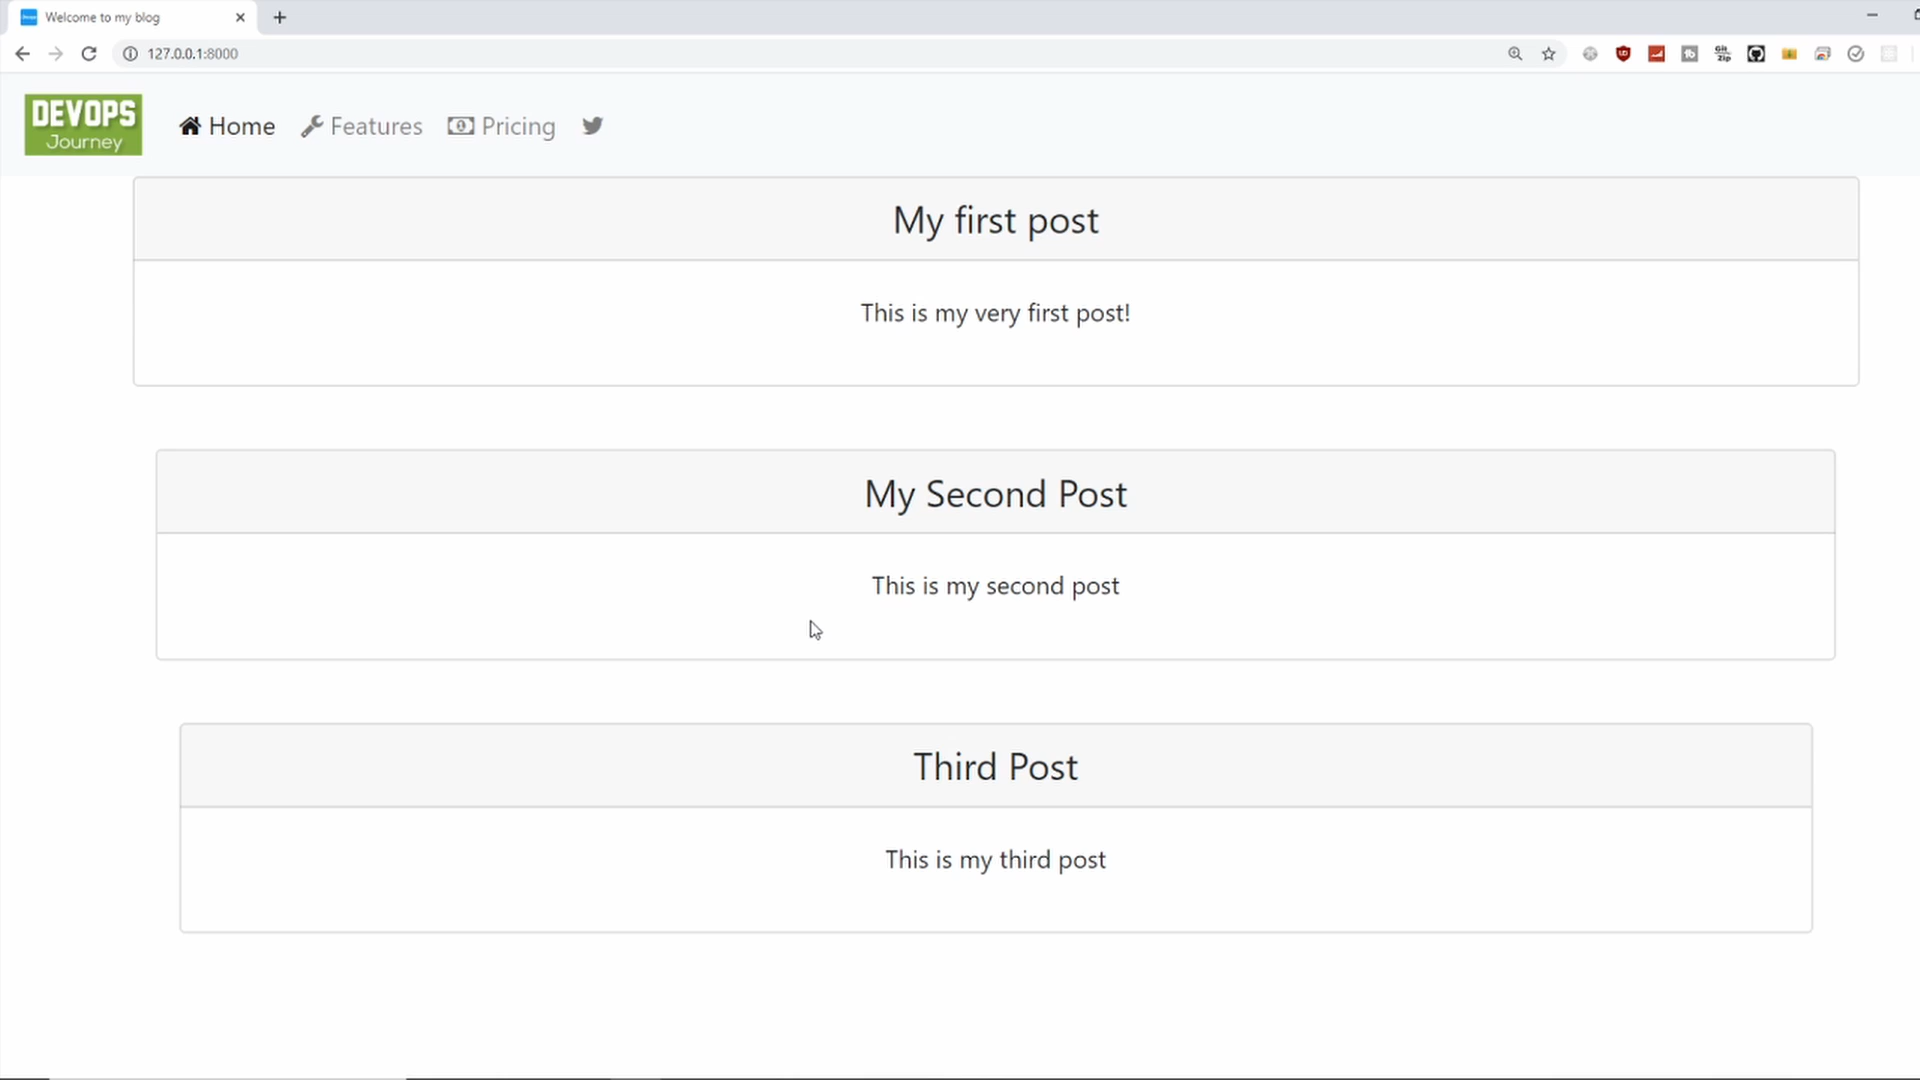 Welcome to my blog
127.0.0.1:8000
DEVOPS
Journey
Home Features Pricing
My first post
This is my very first post!
My Second Post
This is my second post
Third Post
This is my third post